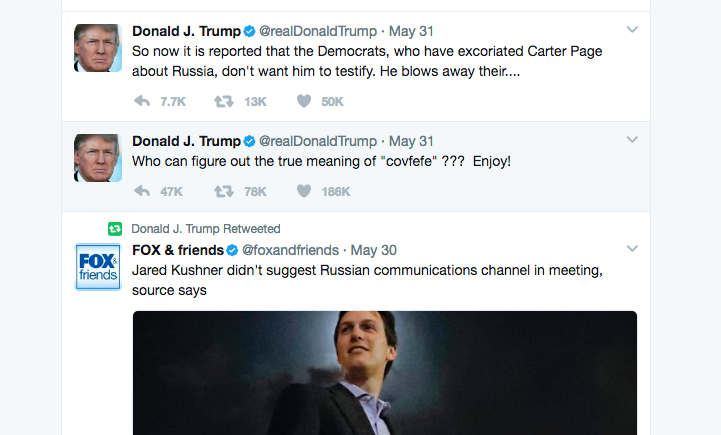 Donald J. Trump @realDonaldTrump · May 31
So now it is reported that the Democrats, who have excoriated Carter Page
about Russia, don't want him to testify. He blows away their....
7.7K 13K 50K
Donald J. Trump @realDonaldTrump · May 31
Who can figure out the true meaning of "covfefe" ??? Enjoy!
47K 78K 186K
Donald J. Trump Retweeted
FOX & friends @foxandfriends · May 30
FOX&
friends
Jared Kushner didn't suggest Russian communications channel in meeting,
source says